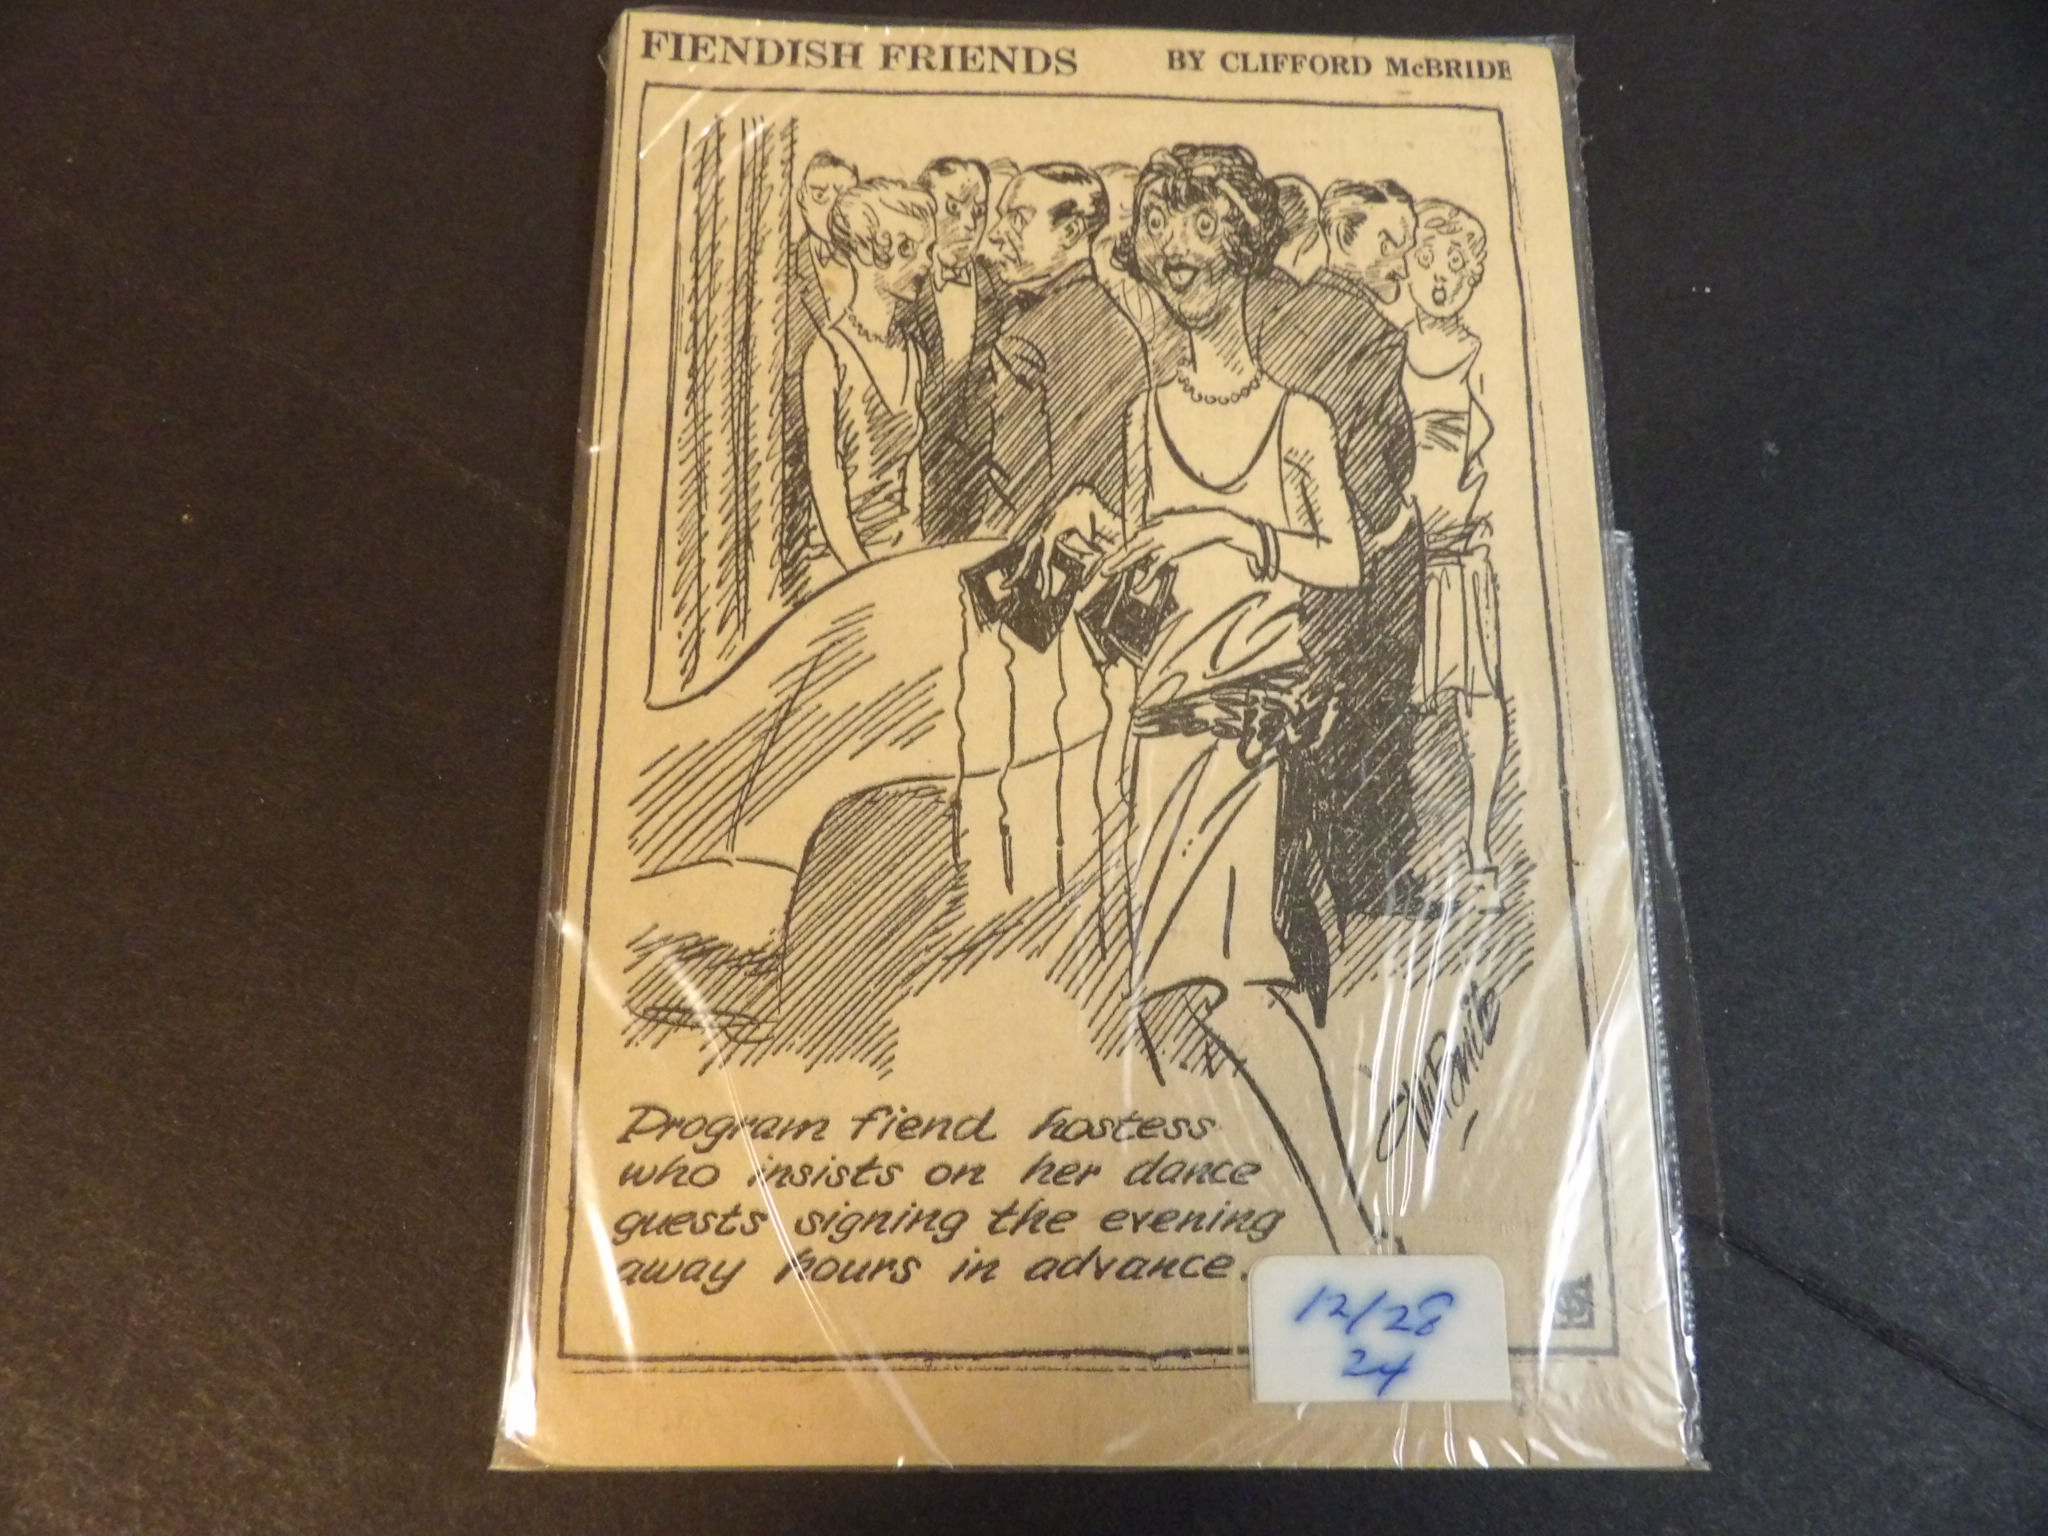 FIENDISH FRIENDS BY CLIFFORD McBRIDE
Program fiend hostess
who insists on her dance
guests signing the evening
away hours in advance.
12/28
24